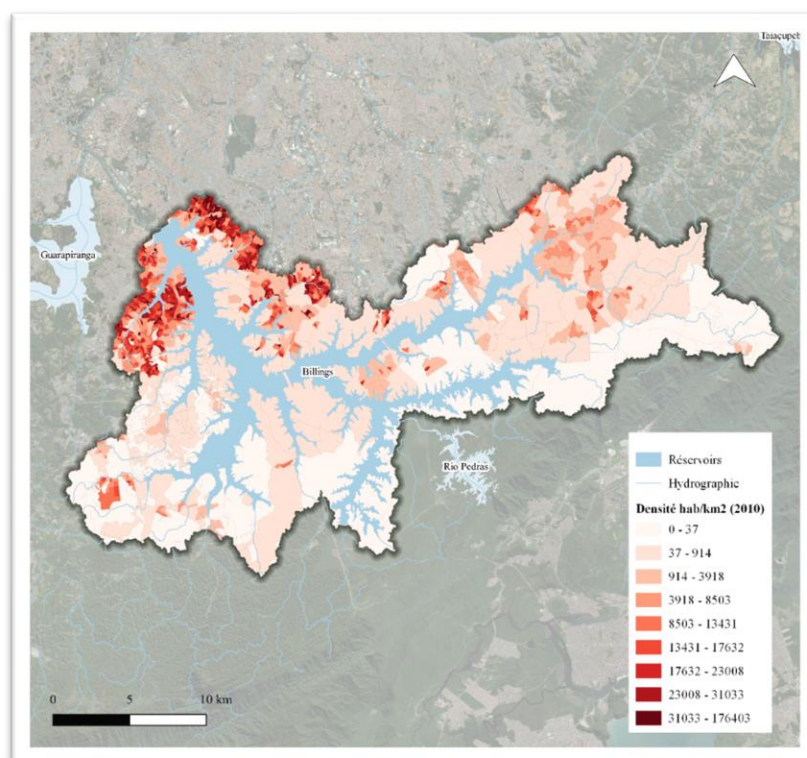 Taiaçupeb
Guarapiranga
Billings
Rio Pedras
Réservoirs
Hydrographie
Densité hab/km2 (2010)
0 - 37
37 - 914
914 - 3918
3918 - 8503
8503 - 13431
13431 - 17632
17632 - 23008
23008 - 31033
31033 - 176403
0 5 10 km